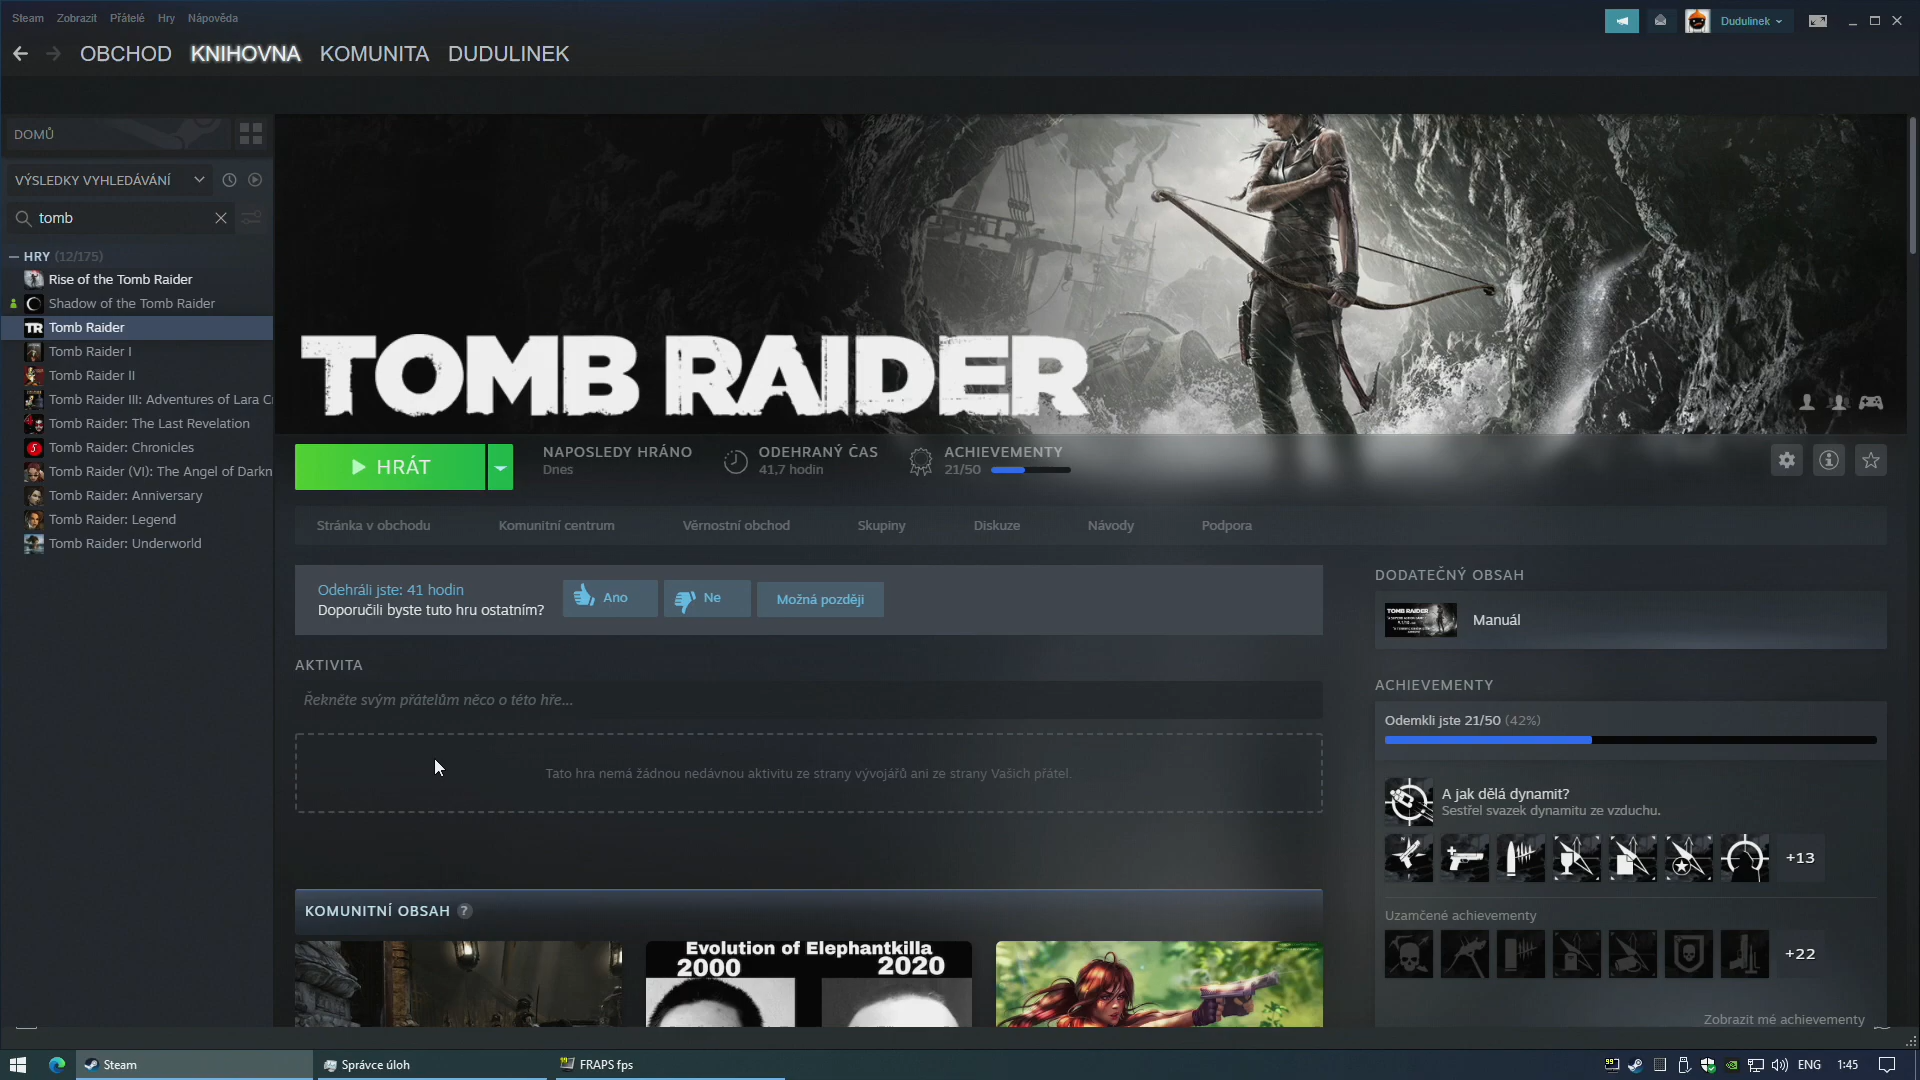 Steam Zobrazit Přátelé Hry Nápověda
Dudulinek
OBCHOD KNIHOVNA KOMUNITA DUDULINEK
DOMŮ
VÝSLEDKY VYHLEDÁVÁNÍ
tomb
HRY (12/175)
Rise of the Tomb Raider
Shadow of the Tomb Raider
TR Tomb Raider
Tomb Raider I
Tomb Raider II
Tomb Raider III: Adventures of Lara C
Tomb Raider: The Last Revelation
Tomb Raider: Chronicles
Tomb Raider (VI): The Angel of Darkn
Tomb Raider: Anniversary
Tomb Raider: Legend
Tomb Raider: Underworld
TOMB RAIDER
HRÁT
NAPOSLEDY HRÁNO
Dnes
ODEHRANÝ ČAS
41,7 hodin
ACHIEVEMENTY
21/50
Stránka v obchodu Komunitní centrum Věrnostní obchod Skupiny Diskuze Návody Podpora
Odehráli jste: 41 hodin
Doporučili byste tuto hru ostatním?
Ano Ne Možná později
AKTIVITA
Řekněte svým přátelům něco o této hře...
Tato hra nemá žádnou nedávnou aktivitu ze strany vývojářů ani ze strany Vašich přátel.
KOMUNITNÍ OBSAH ?
Evolution of Elephantkilla
2000 2020
DODATEČNÝ OBSAH
TOMB RAIDER
Manuál
ACHIEVEMENTY
Odemkli jste 21/50 (42%)
A jak dělá dynamit?
Sestřel svazek dynamitu ze vzduchu.
+13
Uzamčené achievementy
+22
Zobrazit mé achievementy
Steam
Správce úloh
99 FRAPS fps
99
ENG 1:45